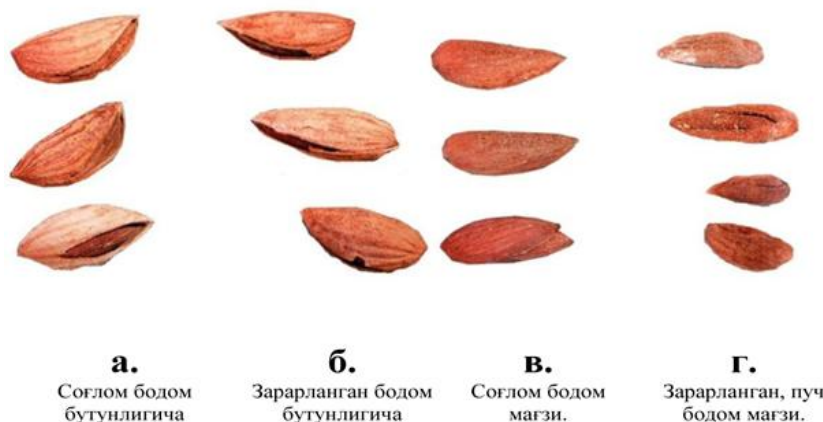 а.
Соғлом бодом
бутунлигича
б.
Зарарланган бодом
бутунлигича
в.
Соғлом бодом
мағзи.
г.
Зарарланган, пуч
бодом мағзи.